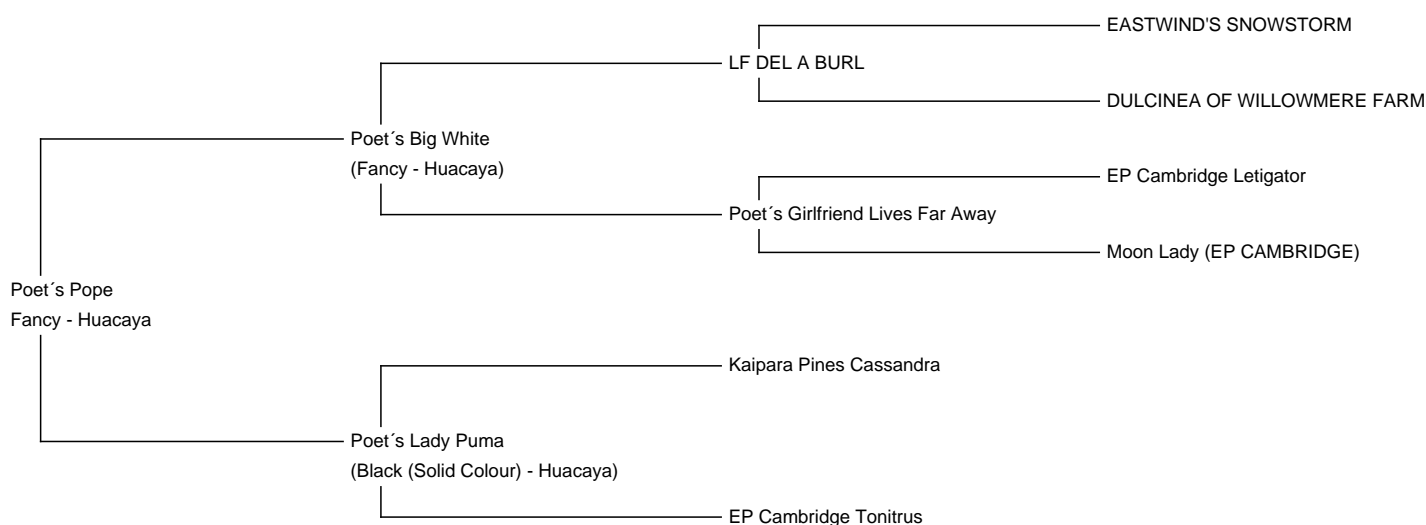 EASTWIND'S SNOWSTORM
LF DEL A BURL
DULCINEA OF WILLOWMERE FARM
Poet´s Big White
(Fancy - Huacaya)
EP Cambridge Letigator
Poet´s Girlfriend Lives Far Away
Moon Lady (EP CAMBRIDGE)
Poet´s Pope
Fancy - Huacaya
Kaipara Pines Cassandra
Poet´s Lady Puma
(Black (Solid Colour) - Huacaya)
EP Cambridge Tonitrus